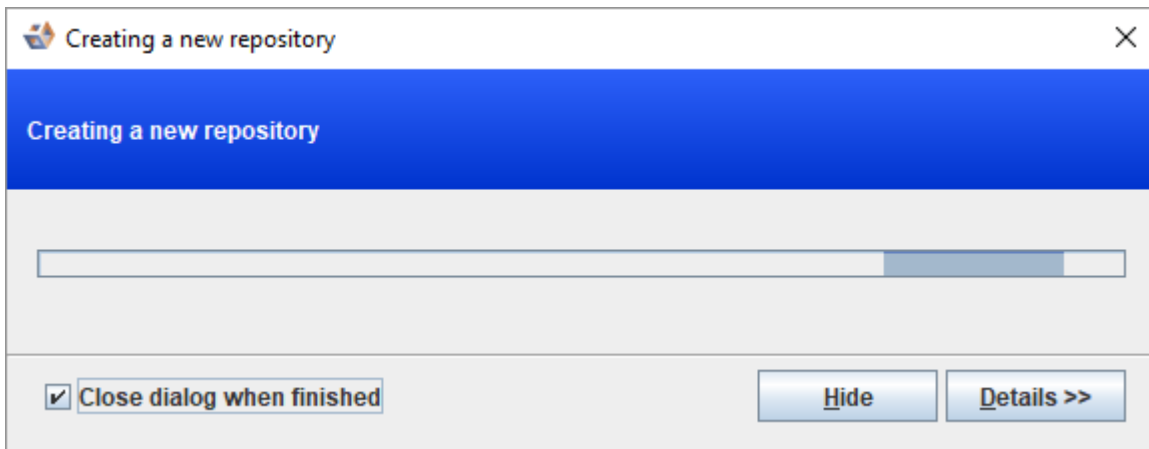 Creating a new repository
Creating a new repository
Close dialog when finished
Hide
Details >>